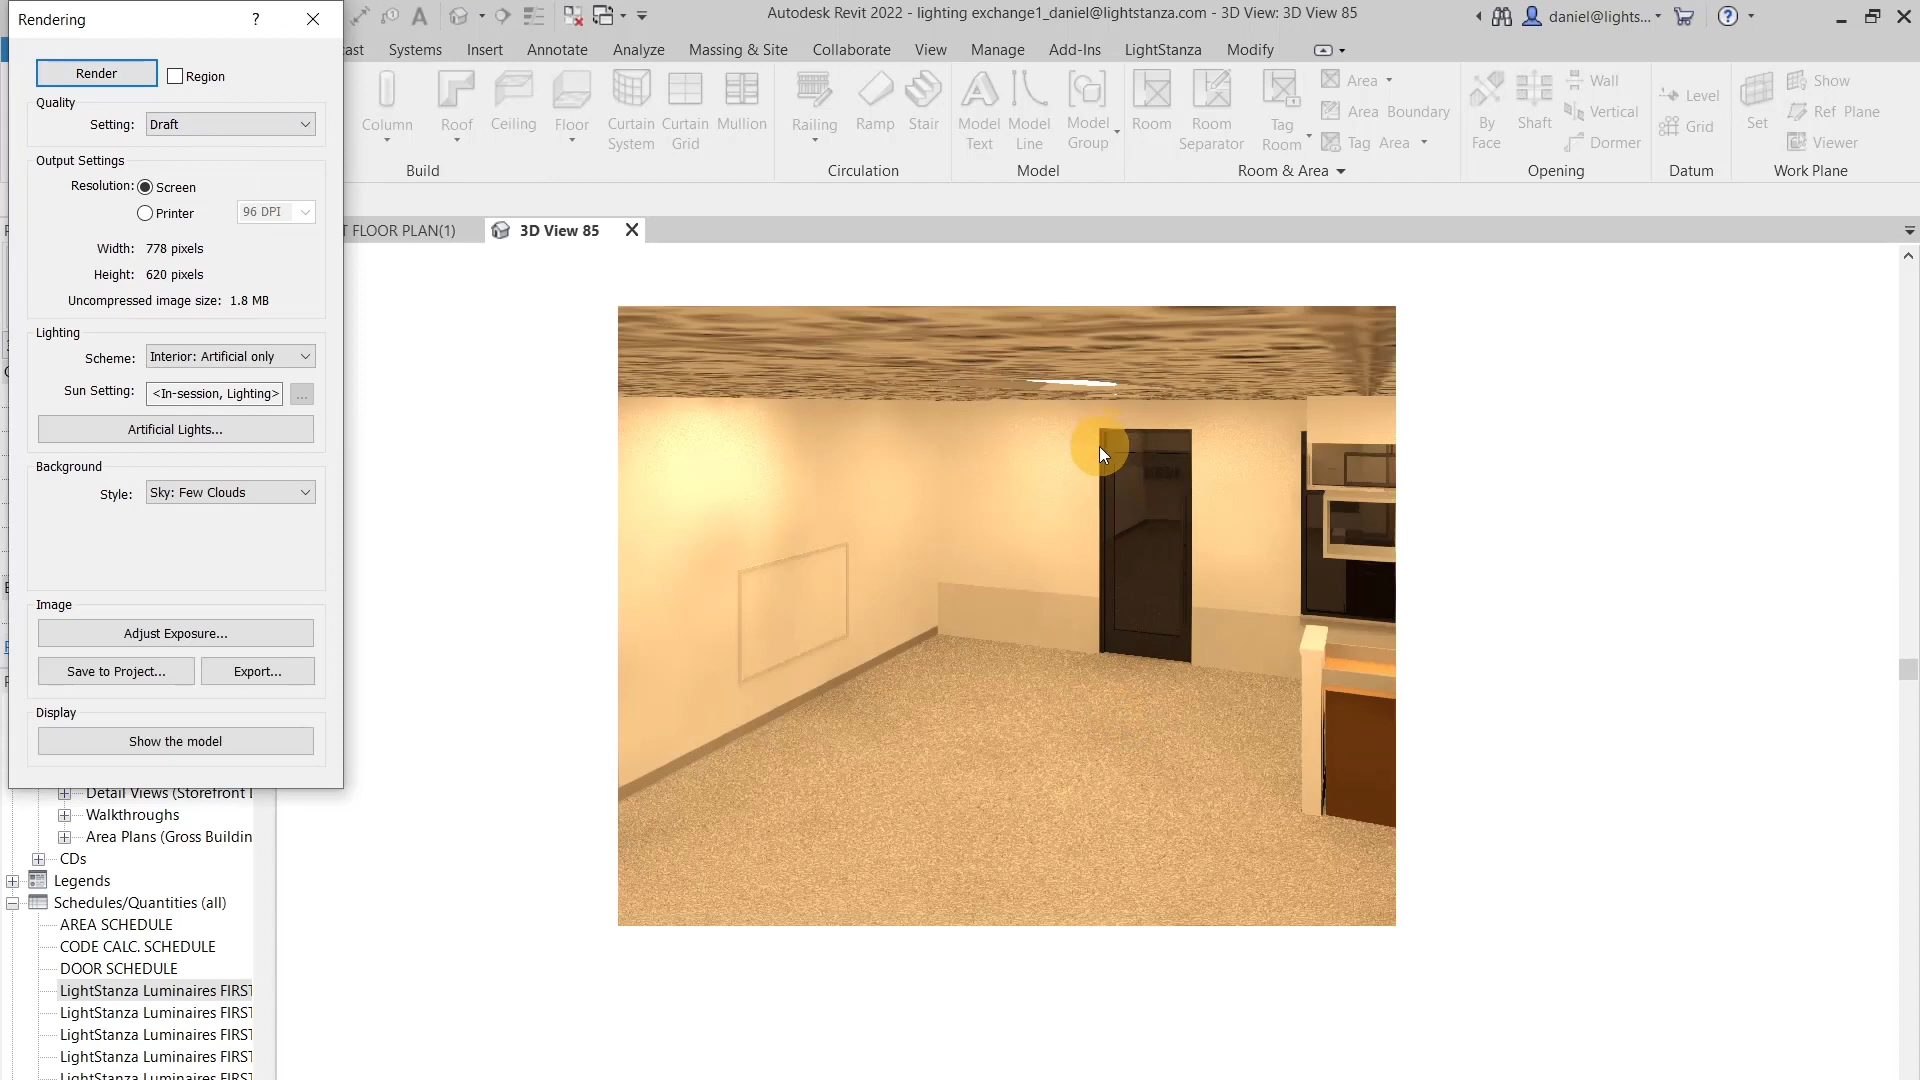 Rendering ?
Autodesk Revit 2022 - lighting exchange1_daniel@lightstanza.com - 3D View: 3D View 85
daniel@lights...
ast Systems Insert Annotate Analyze Massing & Site Collaborate View Manage Add-Ins LightStanza Modify
Render
Region
Quality
Setting: Draft
Output Settings
Resolution: Screen
Printer 96 DPI
Width: 778 pixels
Height: 620 pixels
Uncompressed image size: 1.8 MB
Lighting
Scheme: Interior: Artificial only
Sun Setting: <In-session, Lighting> ...
Artificial Lights...
Background
Style: Sky: Few Clouds
Image
Adjust Exposure...
Save to Project... Export...
Display
Show the model
Column
Roof
Ceiling
Floor
Curtain System
Curtain Grid
Mullion
Build
Railing
Ramp
Stair
Circulation
Model Text
Model Line
Model Group
Model
Room
Room Separator
Tag Room
Area
Area Boundary
Tag Area
Room & Area
By Face
Shaft
Wall
Vertical
Dormer
Opening
Level
Grid
Datum
Set
Show
Ref Plane
Viewer
Work Plane
T FLOOR PLAN(1)
3D View 85
Detail Views (Storefront
Walkthroughs
Area Plans (Gross Buildin
CDs
Legends
Schedules/Quantities (all)
AREA SCHEDULE
CODE CALC. SCHEDULE
DOOR SCHEDULE
LightStanza Luminaires FIRST
LightStanza Luminaires FIRST
LightStanza Luminaires FIRST
LightStanza Luminaires FIRST
LightStanza Luminaires FIRST